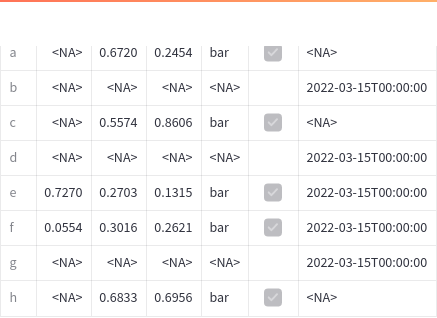 a <NA> 0.6720 0.2454 bar <NA>
b <NA> <NA> <NA> <NA> 2022-03-15T00:00:00
c <NA> 0.5574 0.8606 bar <NA>
d <NA> <NA> <NA> <NA> 2022-03-15T00:00:00
e 0.7270 0.2703 0.1315 bar 2022-03-15T00:00:00
f 0.0554 0.3016 0.2621 bar 2022-03-15T00:00:00
g <NA> <NA> <NA> <NA> 2022-03-15T00:00:00
h <NA> 0.6833 0.6956 bar <NA>